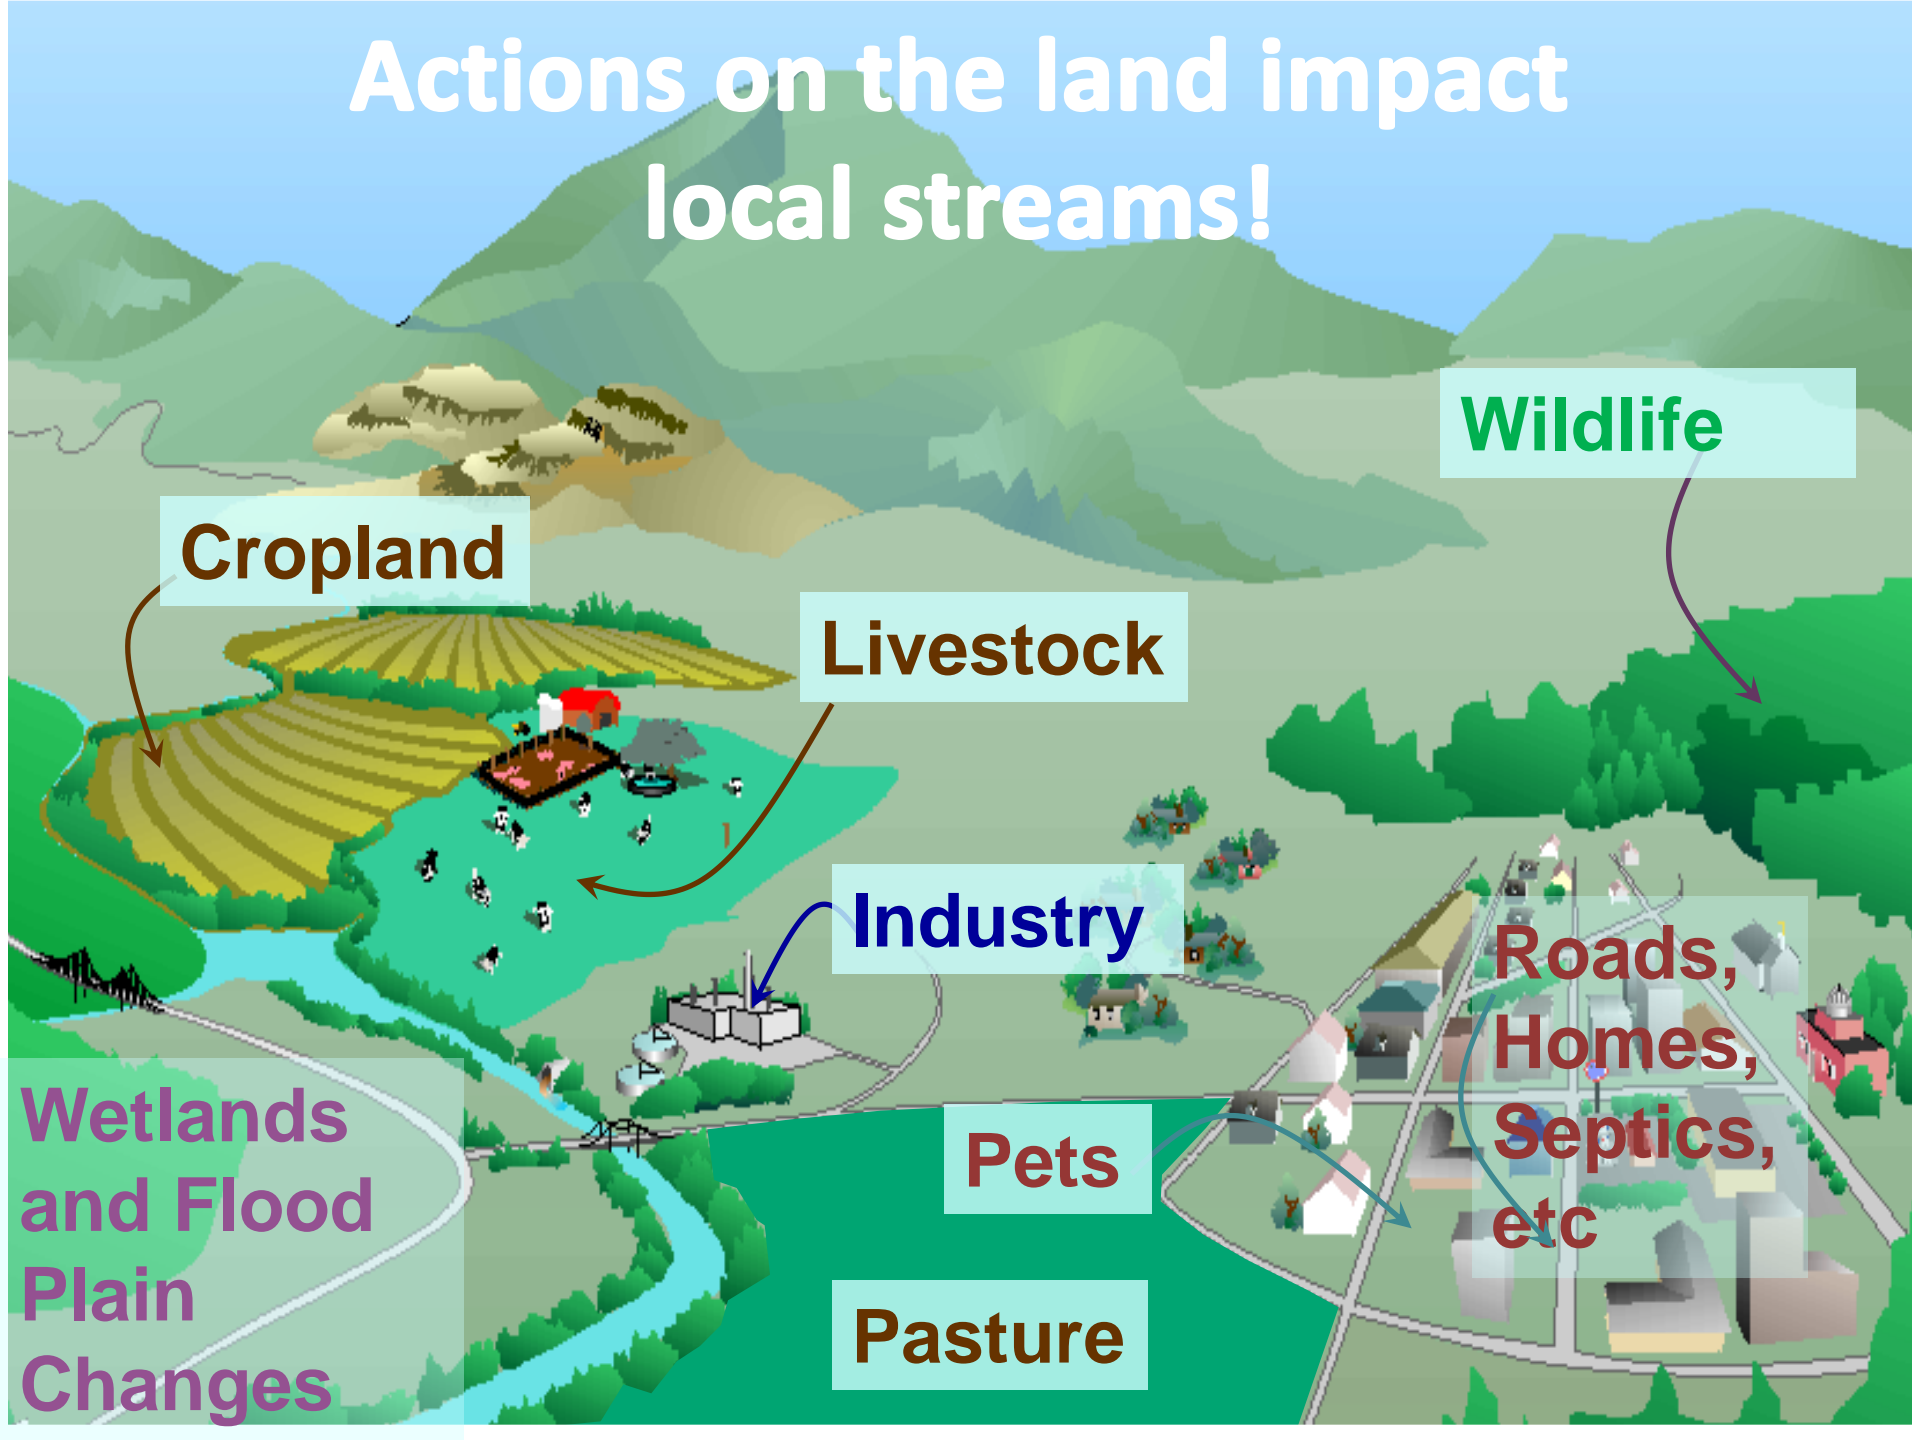 Actions on the land impact
local streams!
Wildlife
Cropland
Livestock
Industry
Roads,
Homes,
Septics,
etc
Wetlands
and Flood
Plain
Changes
Pets
Pasture